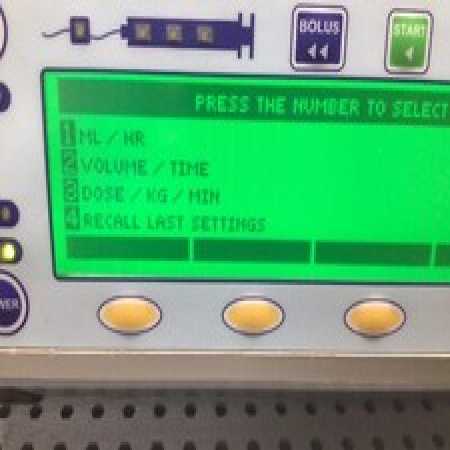 BOLUS
START
PRESS THE NUMBER TO SELECT
1 ML / HR
2 VOLUME / TIME
3 DOSE / KG / MIN
4 RECALL LAST SETTINGS